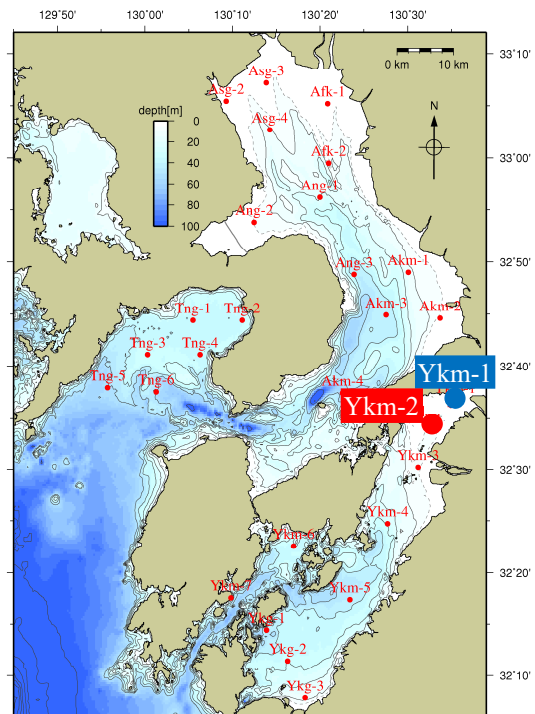 129°50' 130°00' 130°10' 130°20' 130°30'
33°10'
0 km 10 km
Asg-3
Asg-2
Afk-1
depth[m]
0
20
40
60
80
100
Asg-4
N
Afk-2
33°00'
Ang-1
Ang-2
Ang-3
Akm-1
32°50'
Tng-1
Tng-2
Akm-3
Akm-2
Tng-3
Tng-4
32°40'
Tng-5
Tng-6
Akm-4
Ykm-1
Ykm-2
Ykm-3
32°30'
Ykm-4
Ykm-6
32°20'
Ykm-7
Ykm-5
Ykg-1
Ykg-2
32°10'
Ykg-3